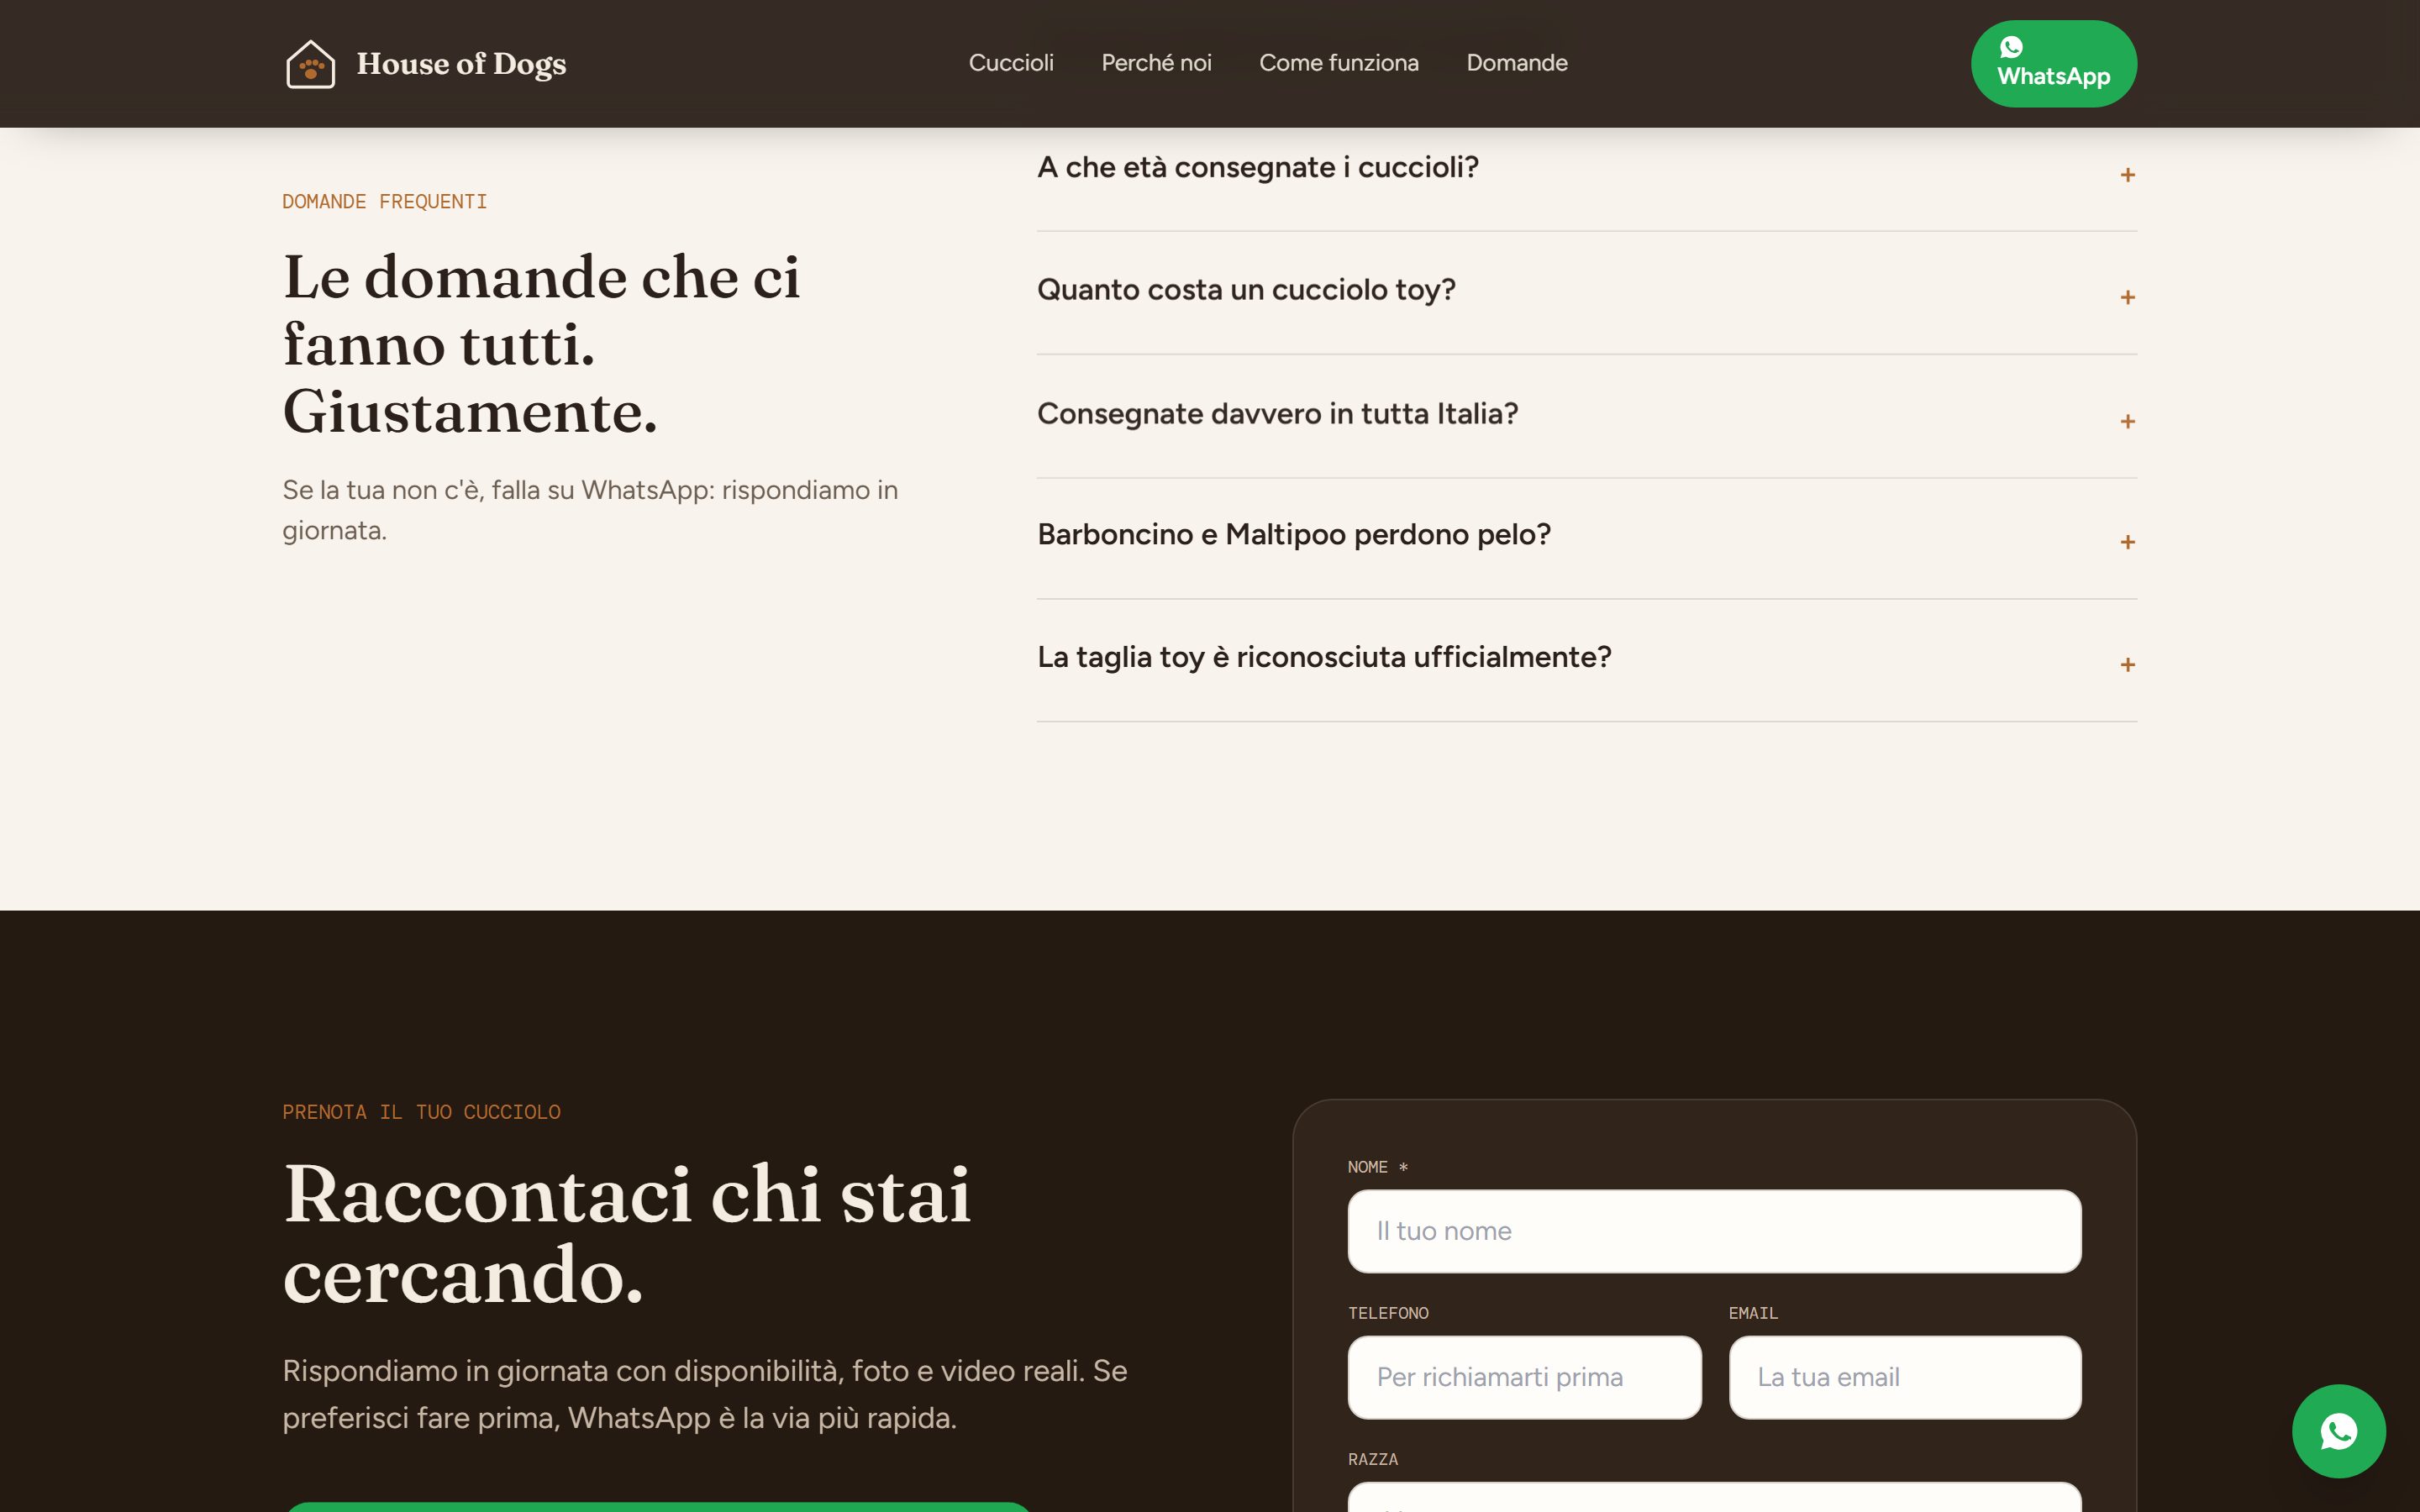 House of Dogs
Cuccioli
Perché noi
Come funziona
Domande
WhatsApp
DOMANDE FREQUENTI
Le domande che ci
fanno tutti.
Giustamente.
Se la tua non c'è, falla su WhatsApp: rispondiamo in
giornata.
A che età consegnate i cuccioli?
+
Quanto costa un cucciolo toy?
+
Consegnate davvero in tutta Italia?
+
Barboncino e Maltipoo perdono pelo?
+
La taglia toy è riconosciuta ufficialmente?
+
PRENOTA IL TUO CUCCIOLO
Raccontaci chi stai
cercando.
Rispondiamo in giornata con disponibilità, foto e video reali. Se
preferisci fare prima, WhatsApp è la via più rapida.
NOME *
Il tuo nome
TELEFONO
Per richiamarti prima
EMAIL
La tua email
RAZZA